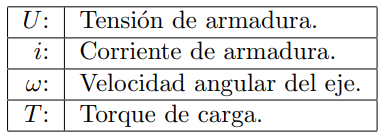 U: Tensión de armadura.
i: Corriente de armadura.
ω: Velocidad angular del eje.
T: Torque de carga.